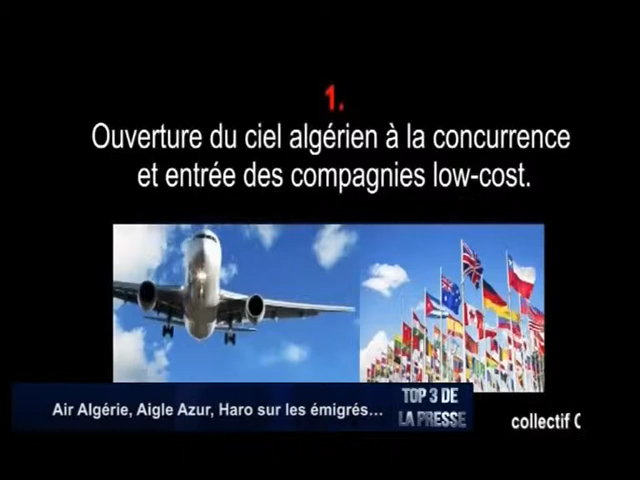 1.
Ouverture du ciel algérien à la concurrence
et entrée des compagnies low-cost.
Air Algérie, Aigle Azur, Haro sur les émigrés...
TOP 3 DE
LA PRESSE
collectif